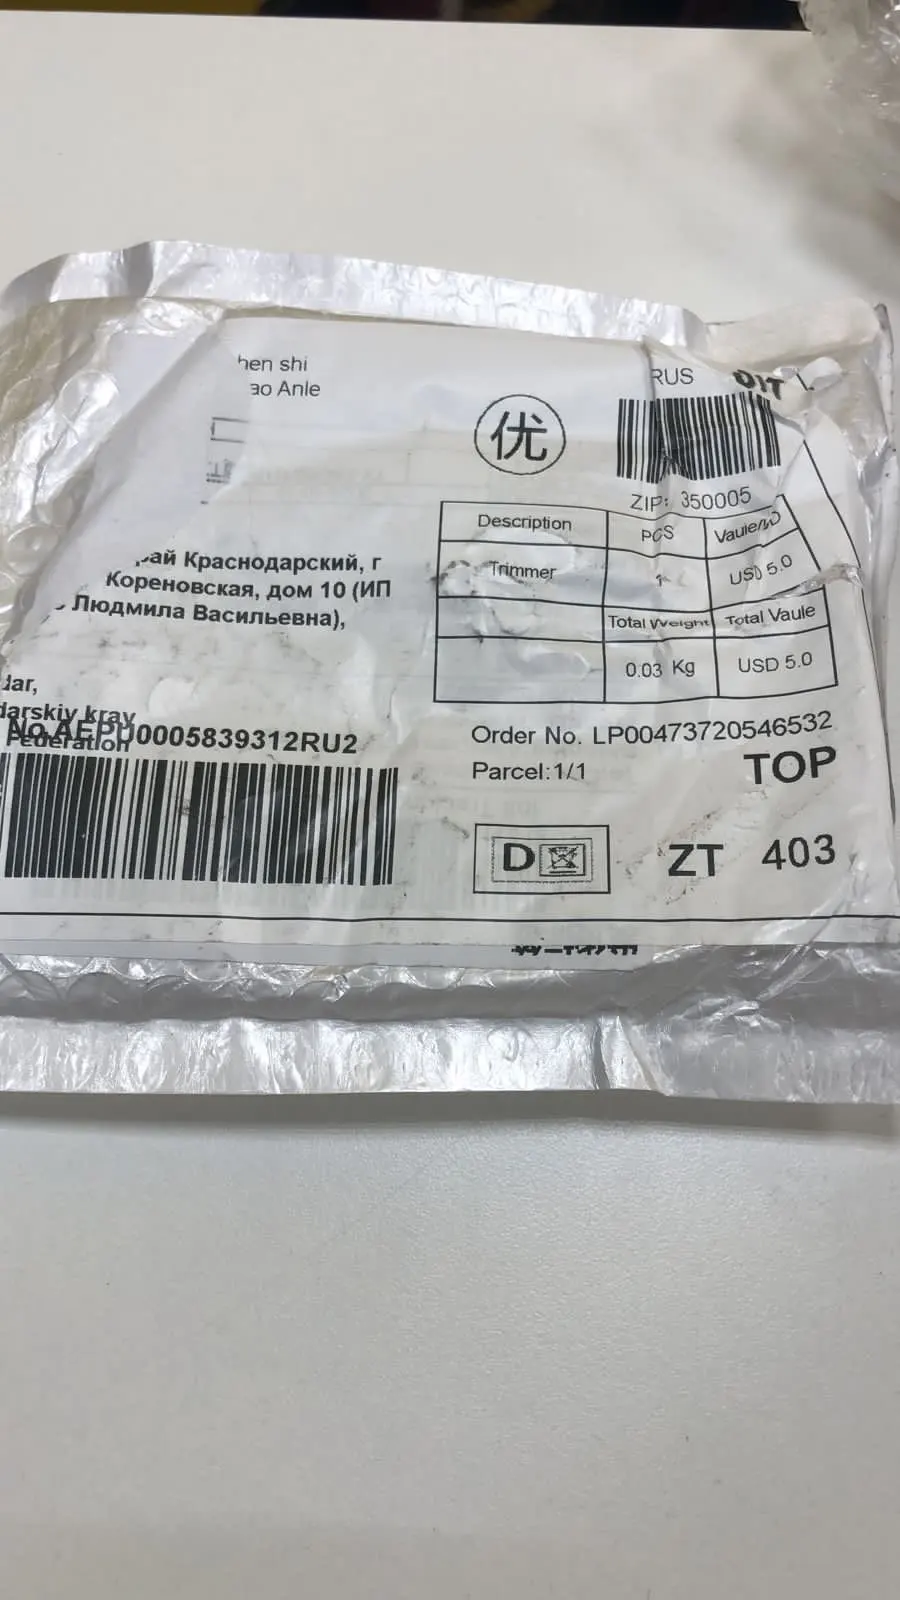 hen shi
ao Anle
优
RUS
ZIP: 350005
Description PCS
Trimmer USD 5.0
Total Weight Total Vaule
0.03 Kg USD 5.0
рай Краснодарский, г
Кореновская, дом 10 (ИП
Людмила Васильевна),
dar,
darskiy kray
Federation
No.AEPU0005839312RU2
Order No. LP00473720546532
Parcel:1/1
TOP
D
ZT 403